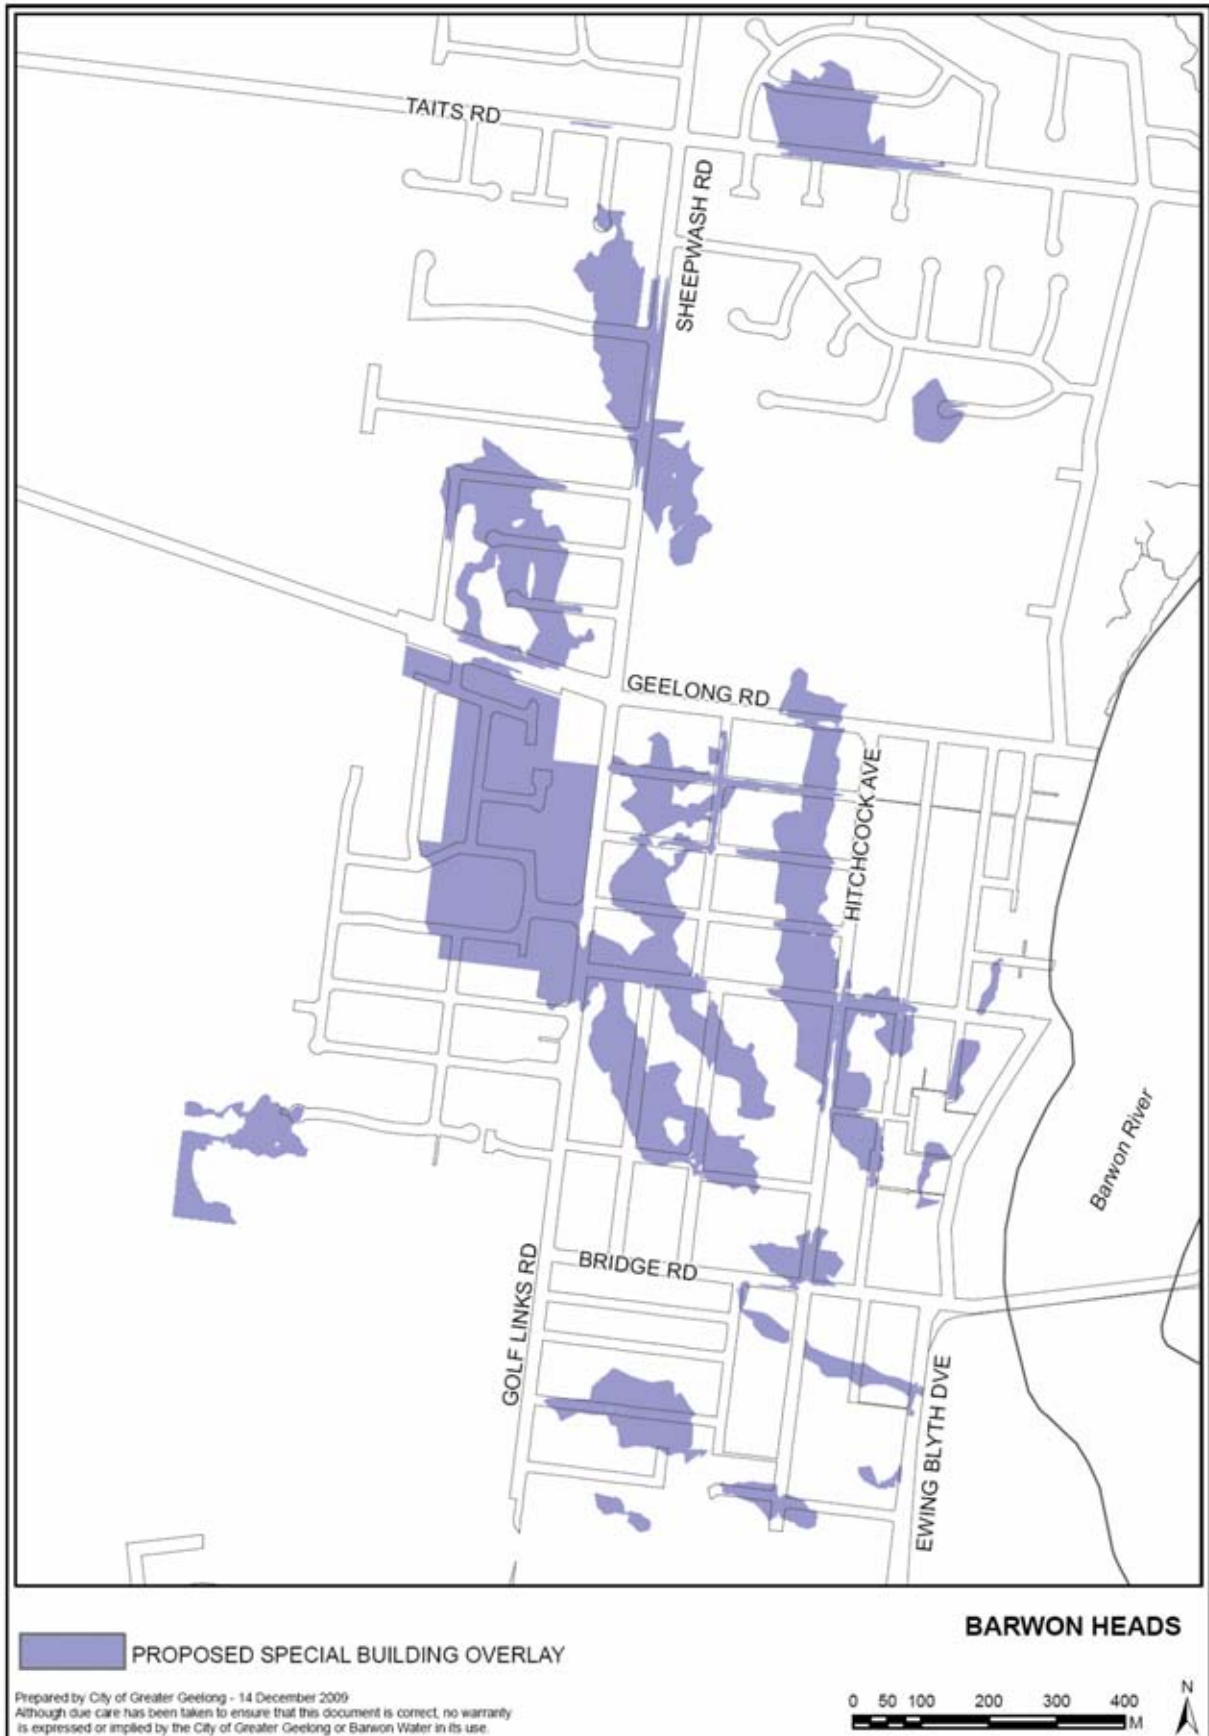 TAITS RD
SHEEPWASH RD
GEELONG RD
HITCHCOCK AVE
Barwon River
BRIDGE RD
GOLF LINKS RD
EWING BLYTH DVE
BARWON HEADS
PROPOSED SPECIAL BUILDING OVERLAY
Prepared by City of Greater Geelong - 14 December 2009
Although due care has been taken to ensure that this document is correct, no warranty
is expressed or implied by the City of Greater Geelong or Barwon Water in its use.
0 50 100 200 300 400
M
N